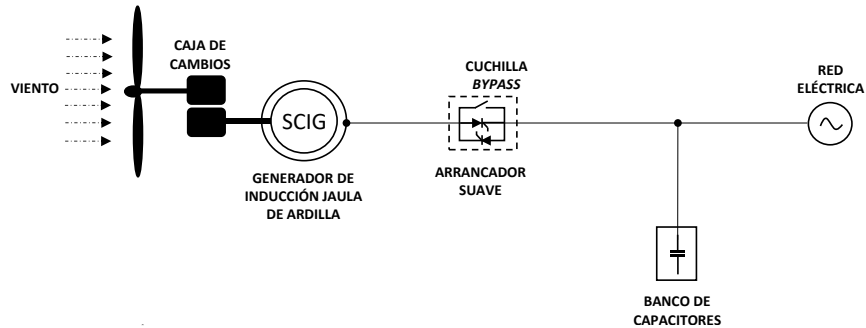 VIENTO
CAJA DE
CAMBIOS
SCIG
GENERADOR DE
INDUCCIÓN JAULA
DE ARDILLA
CUCHILLA
BYPASS
ARRANCADOR
SUAVE
RED
ELÉCTRICA
BANCO DE
CAPACITORES